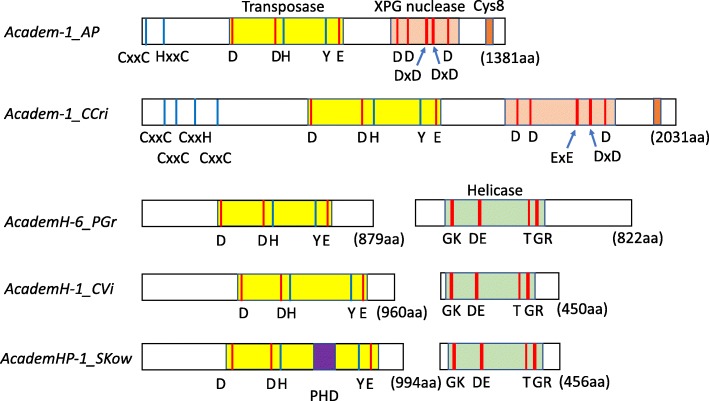 Transposase XPG nuclease Cys8
Academ-1_AP
CxxC HxxC D DH Y E D D D (1381aa)
DxD DxD
Academ-1_CCri
CxxC CxxH D D H Y E D D D (2031aa)
CxxC CxxC ExE DxD
Helicase
AcademH-6_PGr
D DH YE (879aa) GK DE TGR (822aa)
AcademH-1_CVi
D DH Y E (960aa) GK DE T GR (450aa)
AcademHP-1_SKow
D DH YE (994aa) GK DE TGR (456aa)
PHD